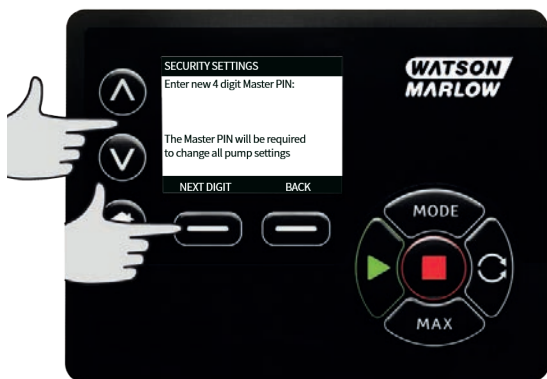 SECURITY SETTINGS
Enter new 4 digit Master PIN:
The Master PIN will be required
to change all pump settings
NEXT DIGIT BACK
WATSON
MARLOW
MODE
MAX